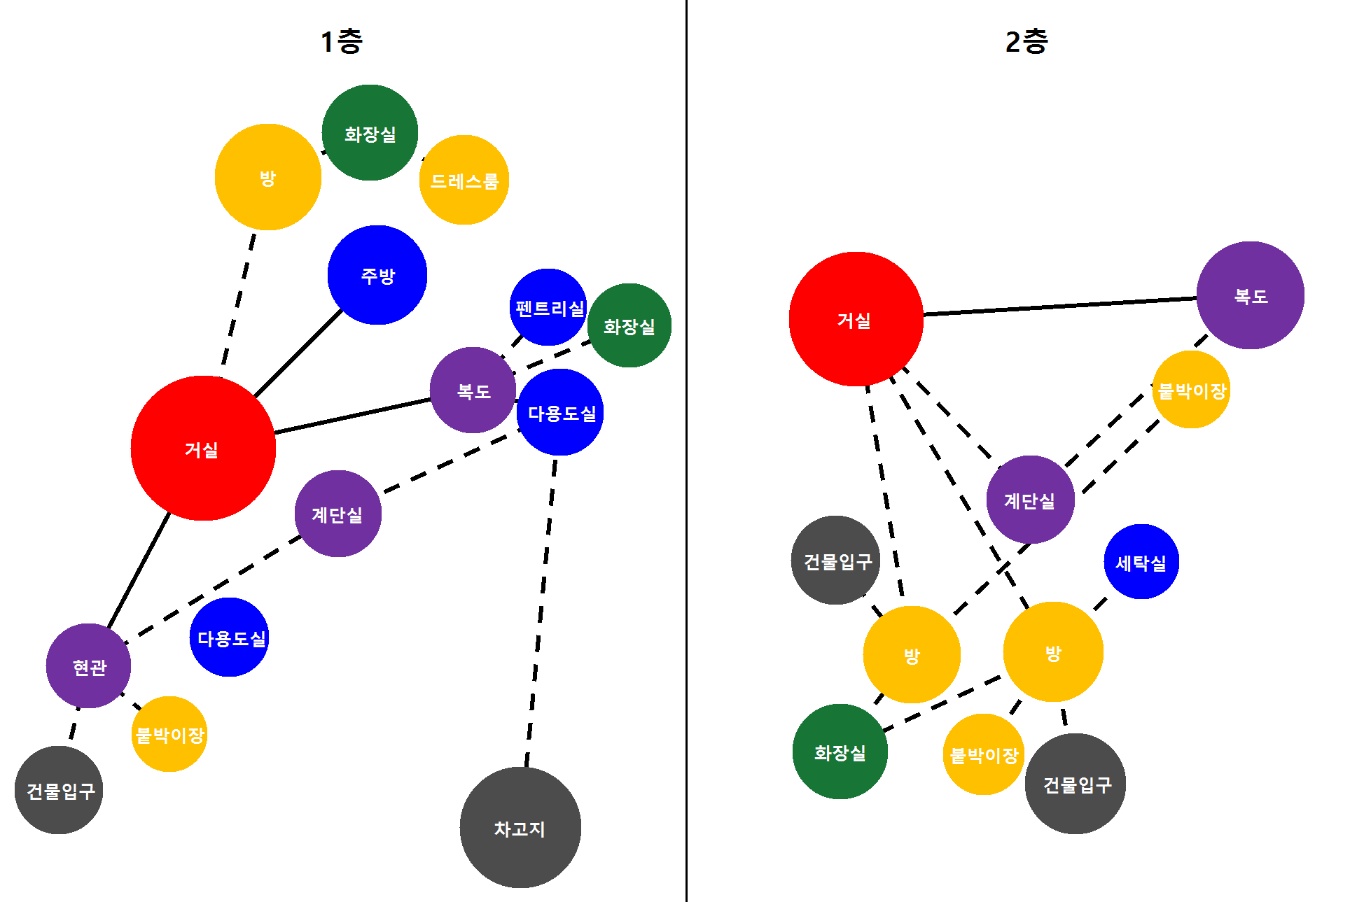 1층
화장실
방
드레스룸
주방
펜트리실
화장실
복도
다용도실
거실
계단실
다용도실
현관
붙박이장
건물입구
차고지
2층
복도
거실
붙박이장
계단실
건물입구
세탁실
방
방
화장실
붙박이장
건물입구